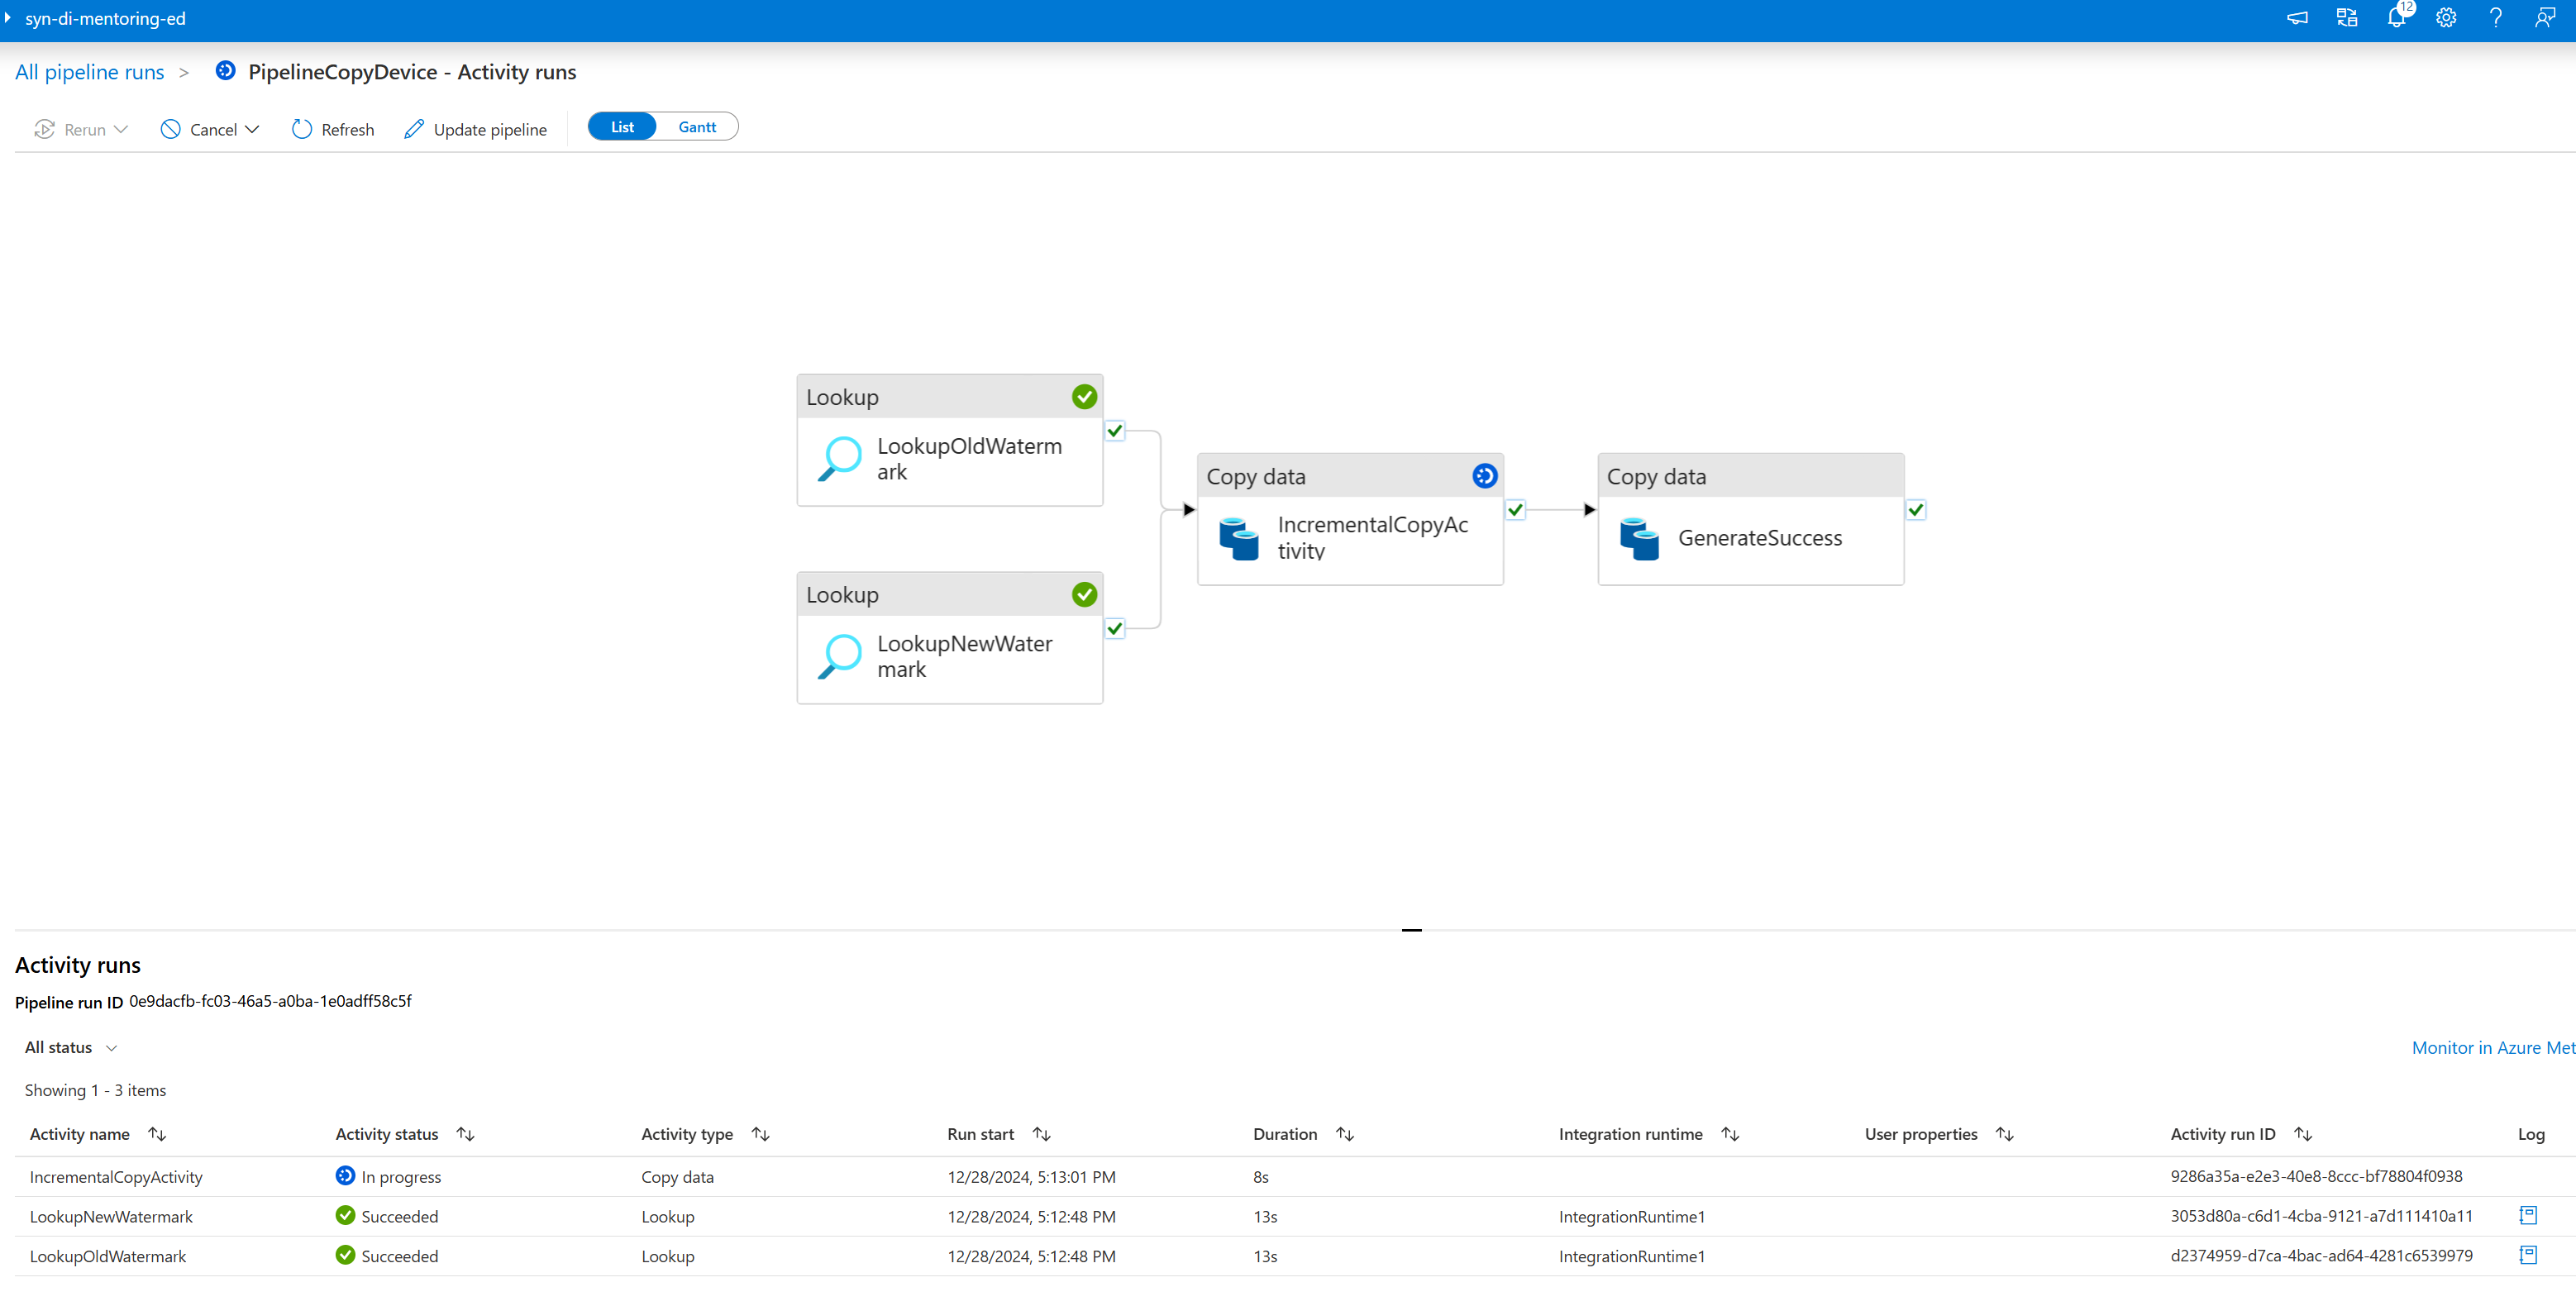 syn-di-mentoring-ed
12
All pipeline runs > PipelineCopyDevice - Activity runs
Rerun Cancel Refresh Update pipeline List Gantt
Lookup
LookupOldWaterm
ark
Lookup
LookupNewWater
mark
Copy data
IncrementalCopyAc
tivity
Copy data
GenerateSuccess
Activity runs
Pipeline run ID 0e9dacfb-fc03-46a5-a0ba-1e0adff58c5f
All status
Monitor in Azure Met
Showing 1 - 3 items
Activity name Activity status Activity type Run start Duration Integration runtime User properties Activity run ID Log
IncrementalCopyActivity In progress Copy data 12/28/2024, 5:13:01 PM 8s 9286a35a-e2e3-40e8-8ccc-bf78804f0938
LookupNewWatermark Succeeded Lookup 12/28/2024, 5:12:48 PM 13s IntegrationRuntime1 3053d80a-c6d1-4cba-9121-a7d111410a11
LookupOldWatermark Succeeded Lookup 12/28/2024, 5:12:48 PM 13s IntegrationRuntime1 d2374959-d7ca-4bac-ad64-4281c6539979